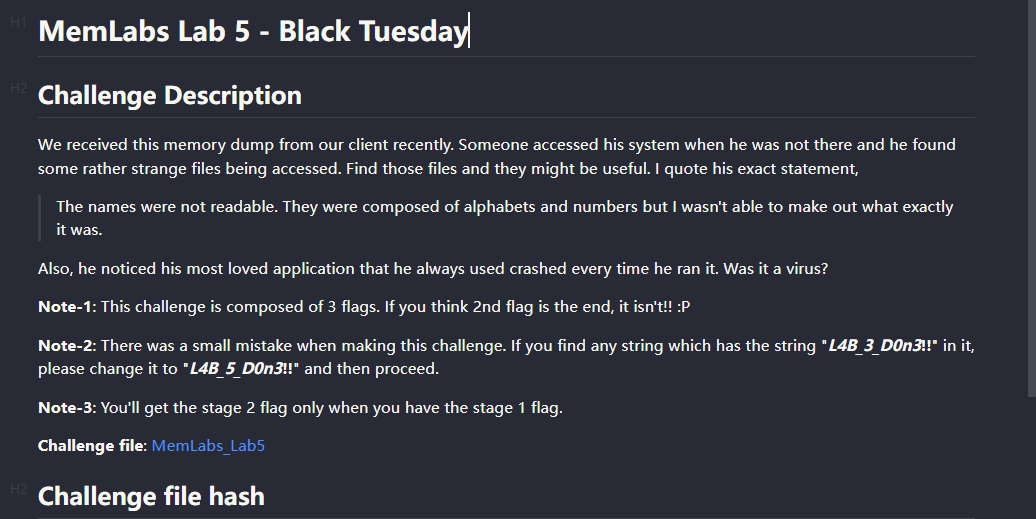 H1
MemLabs Lab 5 - Black Tuesday
H2
Challenge Description
We received this memory dump from our client recently. Someone accessed his system when he was not there and he found
some rather strange files being accessed. Find those files and they might be useful. I quote his exact statement,
The names were not readable. They were composed of alphabets and numbers but I wasn't able to make out what exactly
it was.
Also, he noticed his most loved application that he always used crashed every time he ran it. Was it a virus?
Note-1: This challenge is composed of 3 flags. If you think 2nd flag is the end, it isn't!! :P
Note-2: There was a small mistake when making this challenge. If you find any string which has the string "L4B_3_D0n3!!" in it,
please change it to "L4B_5_D0n3!!" and then proceed.
Note-3: You'll get the stage 2 flag only when you have the stage 1 flag.
Challenge file: MemLabs_Lab5
H2
Challenge file hash